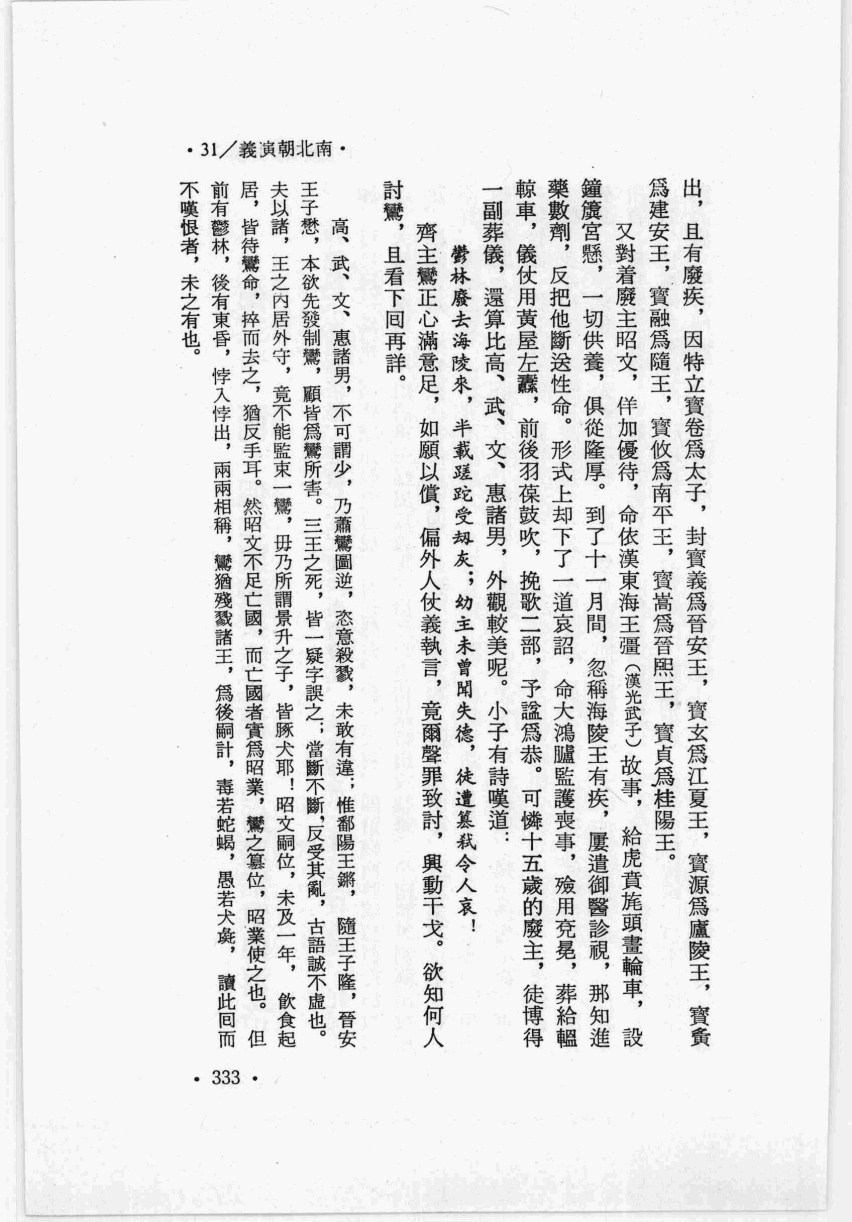 •31/義演朝北南•
出，且有廢疾，因特立寶卷爲太子，封寶義爲晉安王，寶玄爲江夏王，寶源爲廬陵王，寶夤
爲建安王，寶融爲隨王，寶攸爲南平王，寶嵩爲晉熙王，寶貞爲桂陽王。
又對着廢主昭文，佯加優待，命依漢東海王彊（漢光武子）故事，給虎賁旄頭畫輪車，設
鐘簴宮懸，一切供養，俱從隆厚。到了十一月間，忽稱海陵王有疾，屢遣御醫診視，那知進
藥數劑，反把他斷送性命。形式上却下了一道哀詔，命大鴻臚監護喪事，殮用兗冕，葬給轀
輬車，儀仗用黃屋左纛，前後羽葆鼓吹，挽歌二部，予諡爲恭。可憐十五歲的廢主，徒博得
一副葬儀，還算比高、武、文、惠諸男，外觀較美呢。小子有詩嘆道：
鬱林廢去海陵來，半載蹉跎受刼灰；幼主未曾聞失德，徒遭篡弒令人哀！
齊主鸞正心滿意足，如願以償，偏外人仗義執言，竟爾聲罪致討，興動干戈。欲知何人
討鸞，且看下回再詳。
高、武、文、惠諸男，不可謂少，乃蕭鸞圖逆，恣意殺戮，未敢有違；惟鄱陽王鏘，隨王子隆，晉安
王子懋，本欲先發制鸞，顧皆爲鸞所害。三王之死，皆一疑字誤之；當斷不斷，反受其亂，古語誠不虛也。
夫以諸，王之內居外守，竟不能監束一鸞，毋乃所謂景升之子，皆豚犬耶！昭文嗣位，未及一年，飲食起
居，皆待鸞命，捽而去之，猶反手耳。然昭文不足亡國，而亡國者實爲昭業，鸞之篡位，昭業使之也。但
前有鬱林，後有東昏，悖入悖出，兩兩相稱，鸞猶殘戮諸王，爲後嗣計，毒若蛇蝎，愚若犬彘，讀此回而
不嘆恨者，未之有也。
•333•